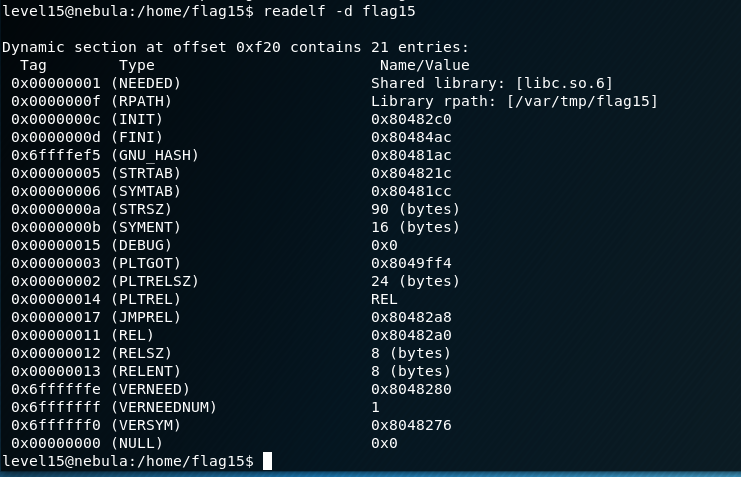 level15@nebula:/home/flag15$ readelf -d flag15
Dynamic section at offset 0xf20 contains 21 entries:
Tag Type Name/Value
0x00000001 (NEEDED) Shared library: [libc.so.6]
0x0000000f (RPATH) Library rpath: [/var/tmp/flag15]
0x0000000c (INIT) 0x80482c0
0x0000000d (FINI) 0x80484ac
0x6ffffef5 (GNU_HASH) 0x80481ac
0x00000005 (STRTAB) 0x804821c
0x00000006 (SYMTAB) 0x80481cc
0x0000000a (STRSZ) 90 (bytes)
0x0000000b (SYMENT) 16 (bytes)
0x00000015 (DEBUG) 0x0
0x00000003 (PLTGOT) 0x8049ff4
0x00000002 (PLTRELSZ) 24 (bytes)
0x00000014 (PLTREL) REL
0x00000017 (JMPREL) 0x80482a8
0x00000011 (REL) 0x80482a0
0x00000012 (RELSZ) 8 (bytes)
0x00000013 (RELENT) 8 (bytes)
0x6ffffffe (VERNEED) 0x8048280
0x6fffffff (VERNEEDNUM) 1
0x6ffffff0 (VERSYM) 0x8048276
0x00000000 (NULL) 0x0
level15@nebula:/home/flag15$